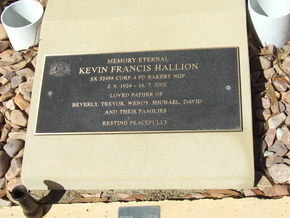 MEMORY ETERNAL
KEVIN FRANCIS HALLION
SX 32498 CORP. 4 FD BAKERY NGF
2. 6. 1924 - 16. 7. 2002
LOVED FATHER OF
BEVERLY, TREVOR, WENDY, MICHAEL, DAVID
AND THEIR FAMILIES
RESTING PEACEFULLY